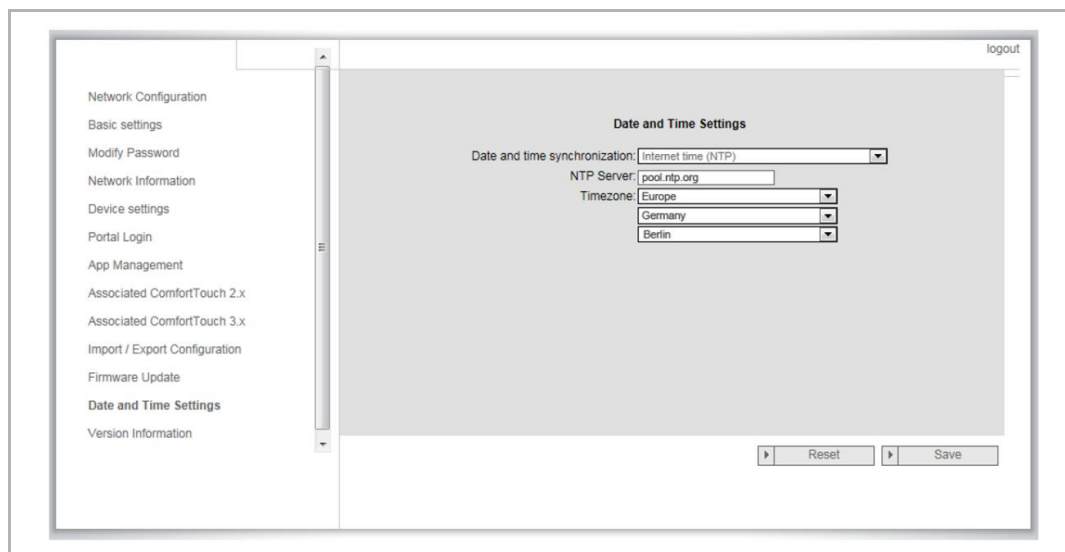 logout
Network Configuration
Basic settings
Modify Password
Network Information
Device settings
Portal Login
App Management
Associated ComfortTouch 2.x
Associated ComfortTouch 3.x
Import / Export Configuration
Firmware Update
Date and Time Settings
Version Information
Date and Time Settings
Date and time synchronization: Internet time (NTP)
NTP Server: pool.ntp.org
Timezone: Europe
Germany
Berlin
Reset Save